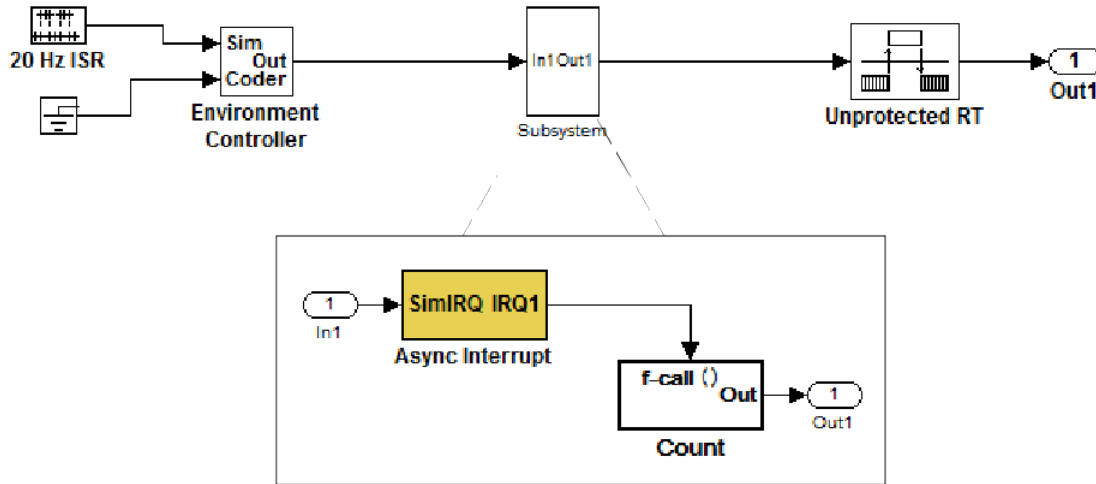 20 Hz ISR
Sim
Out
Coder
Environment
Controller
In1 Out1
Subsystem
Unprotected RT
1
Out1
1
In1
SimIRQ IRQ1
Async Interrupt
f-call ()
Out
Count
1
Out1